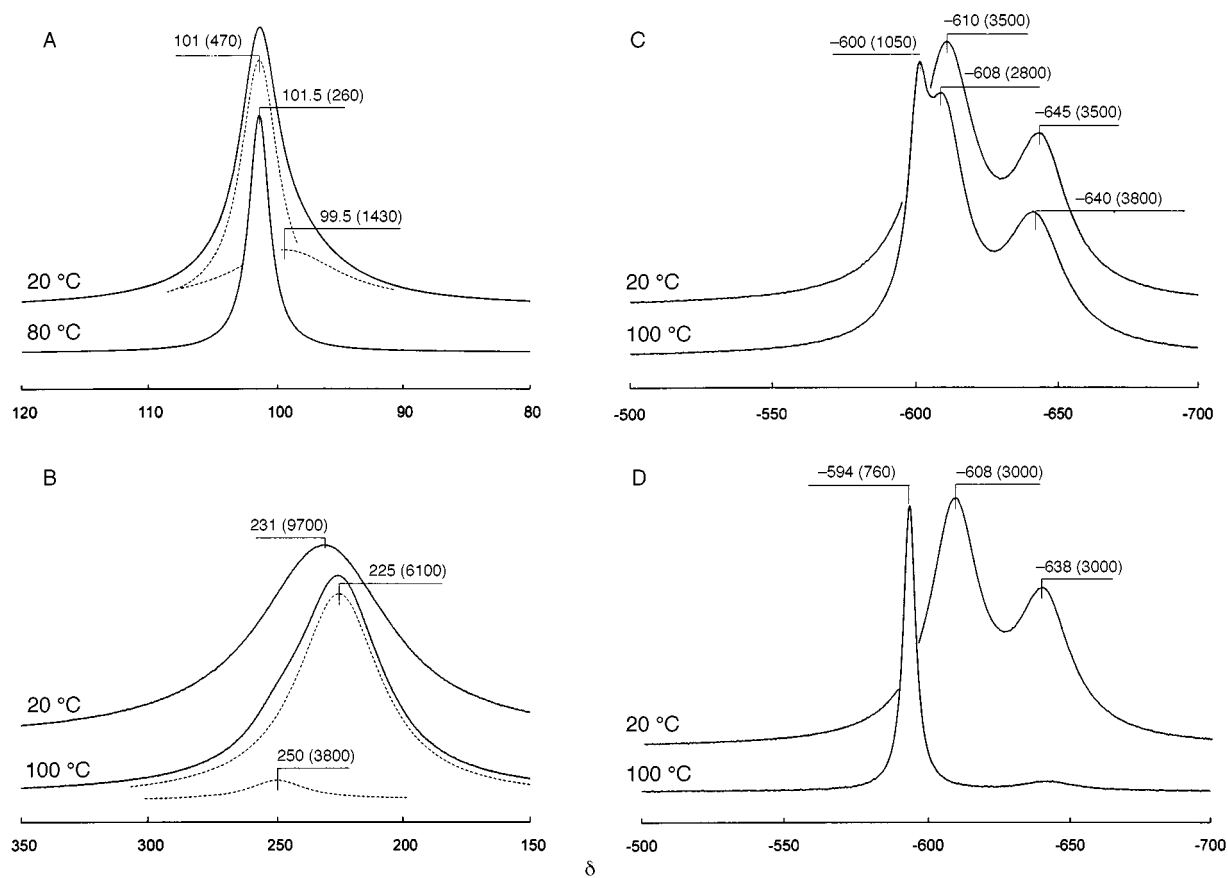 A
101 (470)
101.5 (260)
99.5 (1430)
20 °C
80 °C
120 110 100 90 80
C
–610 (3500)
–600 (1050)
–608 (2800)
–645 (3500)
–640 (3800)
20 °C
100 °C
-500 -550 -600 -650 -700
B
231 (9700)
225 (6100)
20 °C
100 °C
250 (3800)
350 300 250 200 150
D
–594 (760)
–608 (3000)
–638 (3000)
20 °C
100 °C
-500 -550 -600 -650 -700
δ